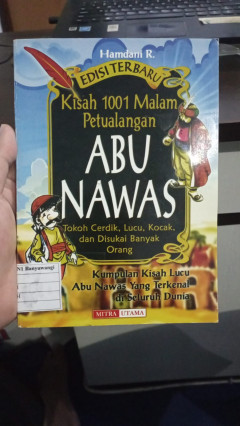 Hamdani R.
EDISI TERBARU
Kisah 1001 Malam
Petualangan
ABU
NAWAS
Tokoh Cerdik, Lucu, Kocak,
dan Disukai Banyak
Orang
Banyuwangi
Kumpulan Kisah Lucu
Abu Nawas Yang Terkenal
di Seluruh Dunia
MITRA UTAMA